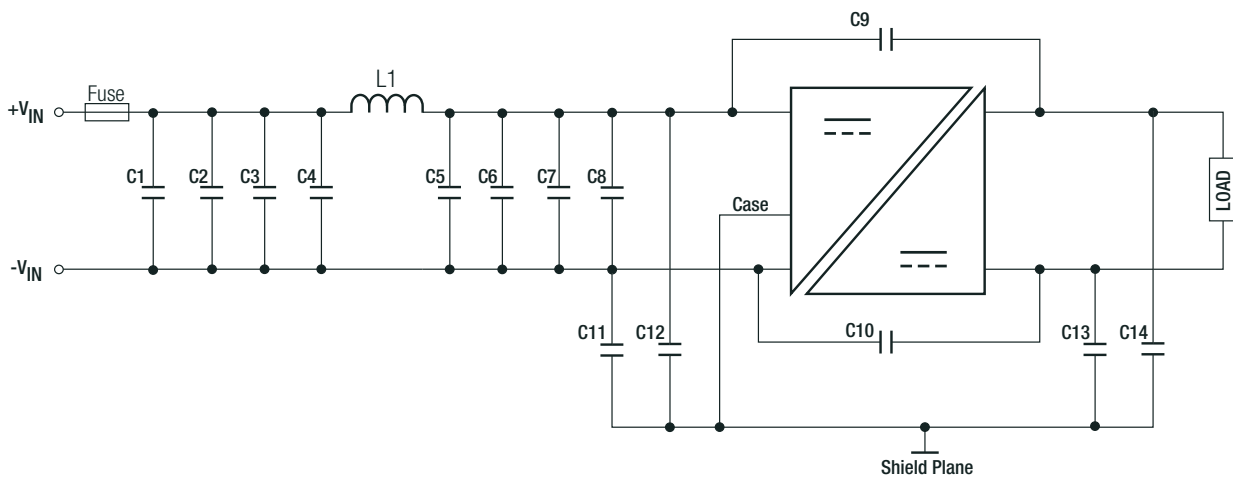 C9
Fuse
L1
+VIN
C1
C2
C3
C4
C5
C6
C7
C8
Case
LOAD
-VIN
C11
C12
C10
C13
C14
Shield Plane